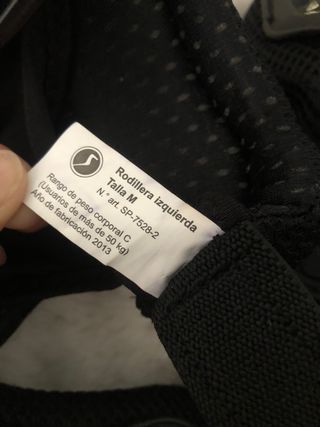 Rodillera izquierda
Talla M
N.° art. SP-7528-2
Rango de peso corporal C
(Usuarios de más de 50 kg)
Año de fabricación 2013